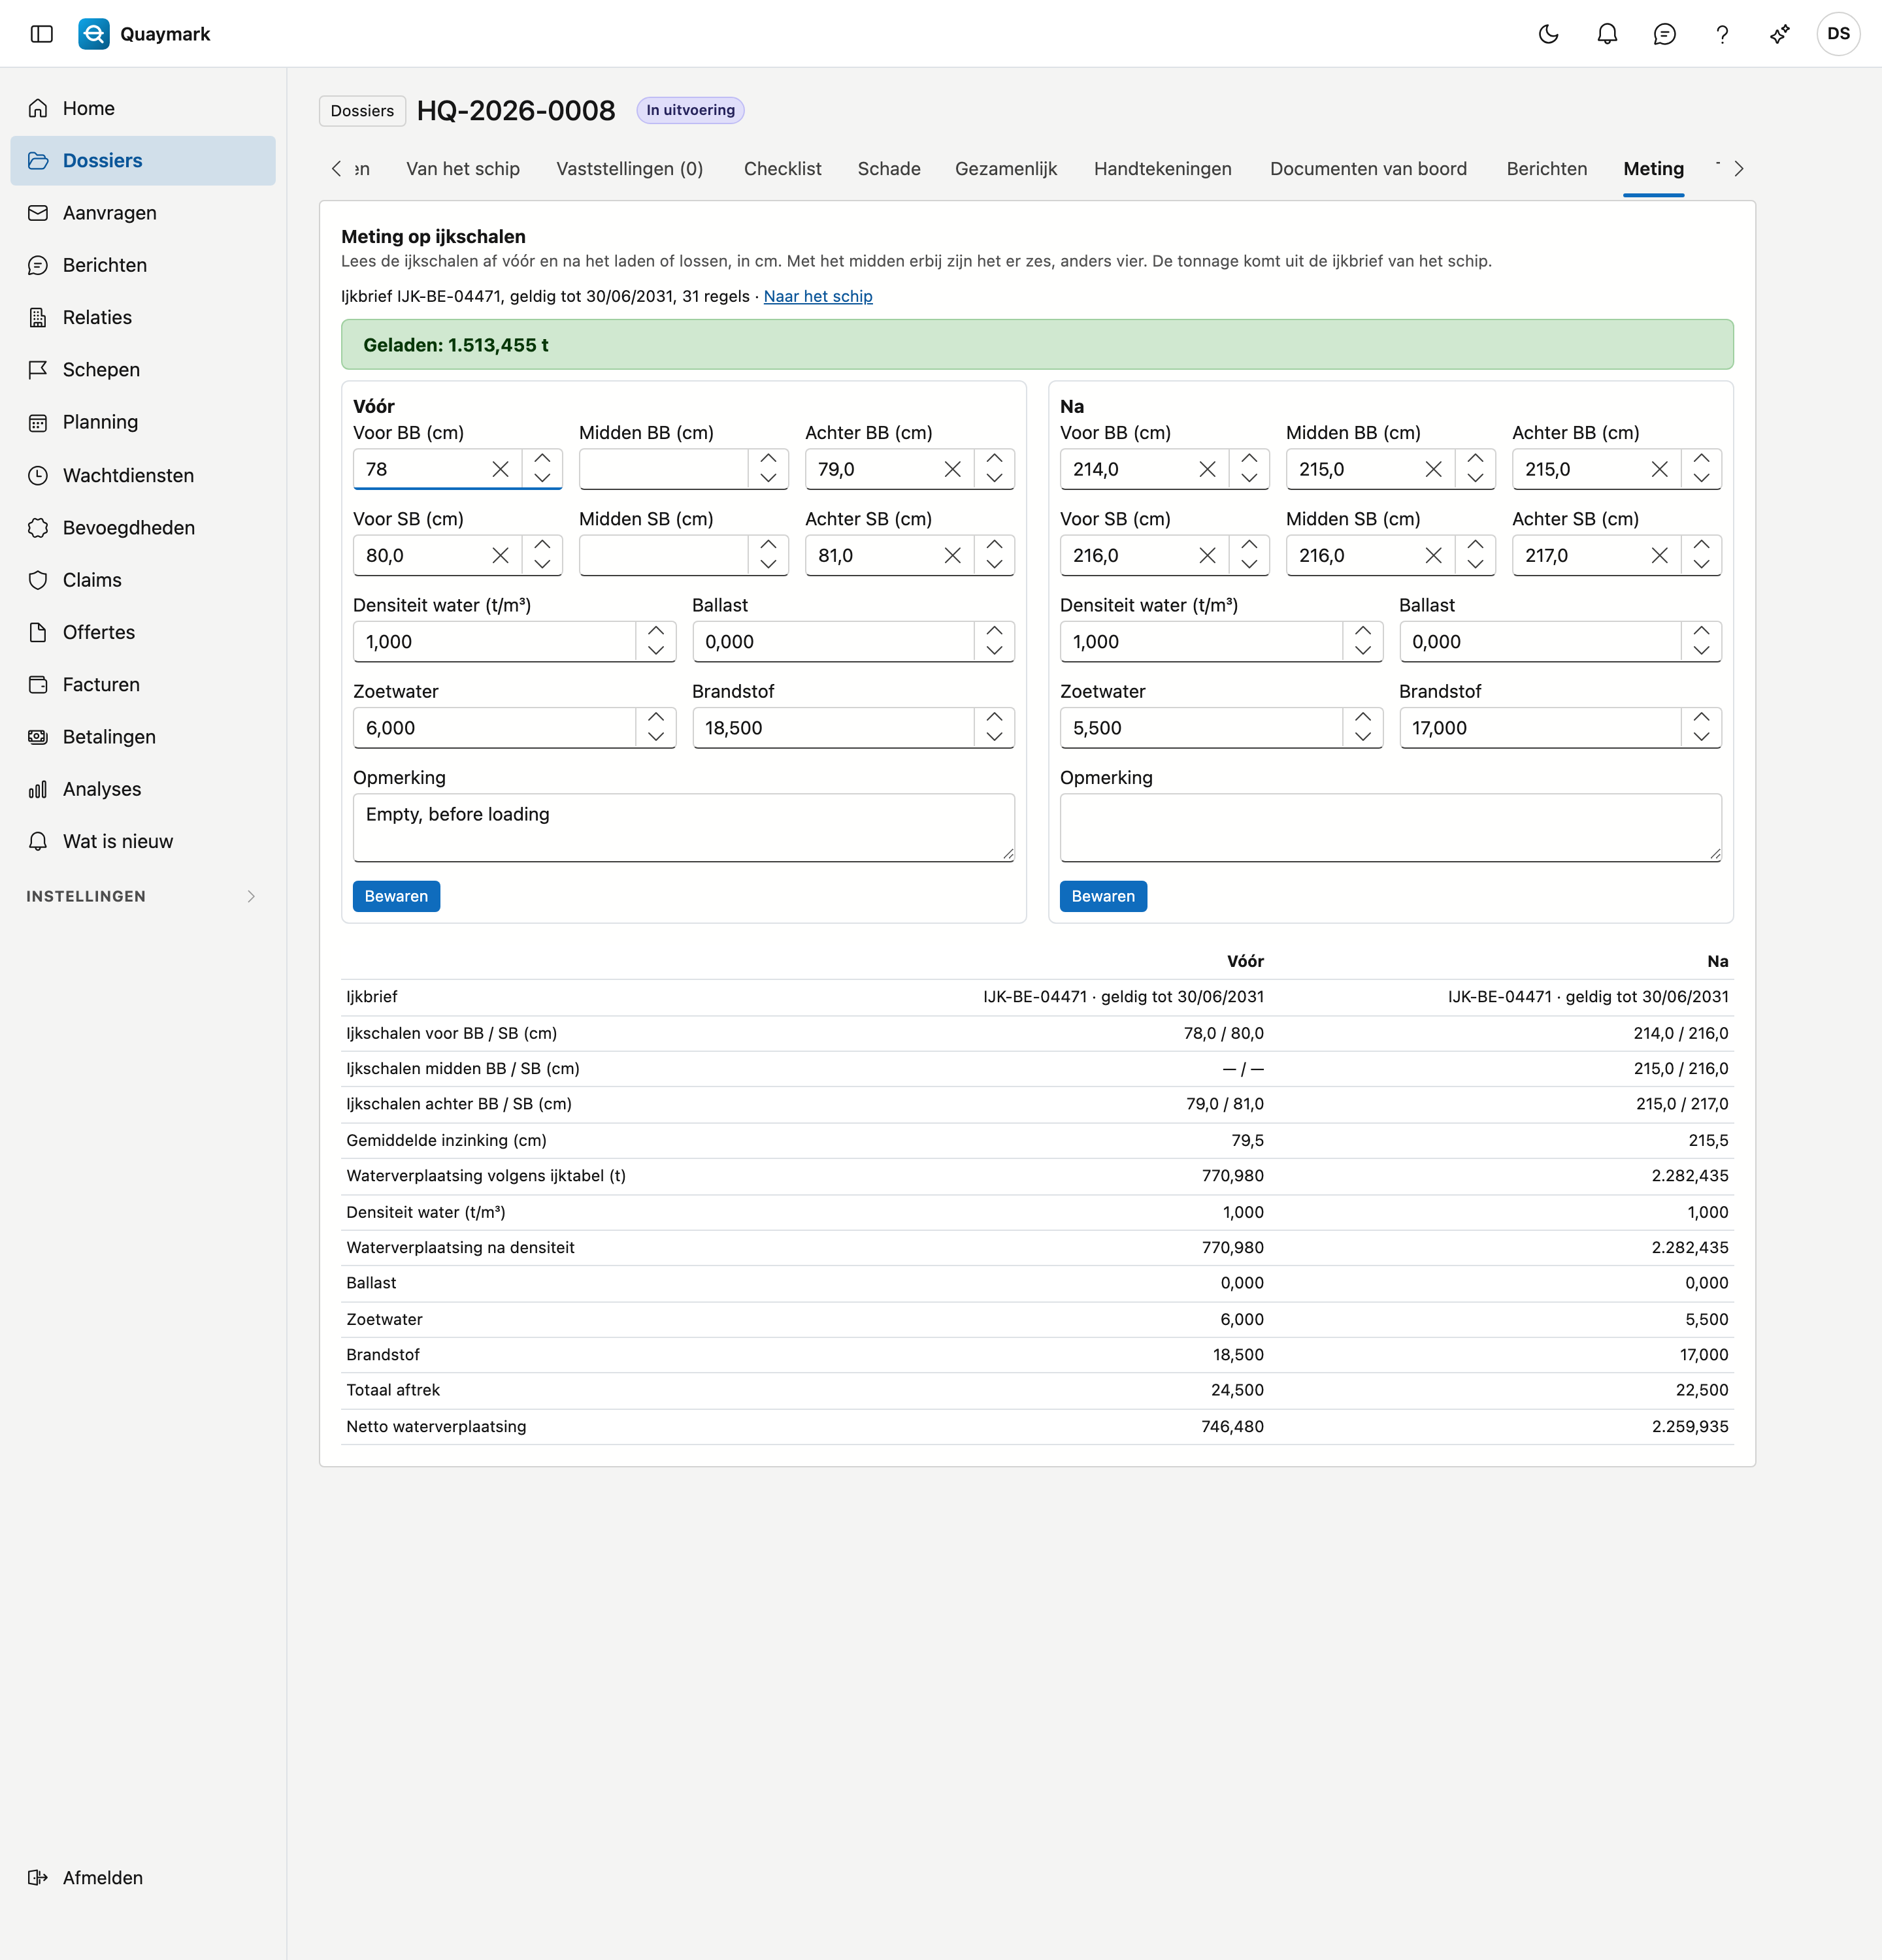 Quaymark
DS
Home
Dossiers
Aanvragen
Berichten
Relaties
Schepen
Planning
Wachtdiensten
Bevoegdheden
Claims
Offertes
Facturen
Betalingen
Analyses
Wat is nieuw
INSTELLINGEN
Afmelden
Dossiers HQ-2026-0008 In uitvoering
en Van het schip Vaststellingen (0) Checklist Schade Gezamenlijk Handtekeningen Documenten van boord Berichten Meting
Meting op ijkschalen
Lees de ijkschalen af vóór en na het laden of lossen, in cm. Met het midden erbij zijn het er zes, anders vier. De tonnage komt uit de ijkbrief van het schip.
Ijkbrief IJK-BE-04471, geldig tot 30/06/2031, 31 regels · Naar het schip
Geladen: 1.513,455 t
Vóór
Voor BB (cm) Midden BB (cm) Achter BB (cm)
78 79,0
Voor SB (cm) Midden SB (cm) Achter SB (cm)
80,0 81,0
Densiteit water (t/m³) Ballast
1,000 0,000
Zoetwater Brandstof
6,000 18,500
Opmerking
Empty, before loading
Bewaren
Na
Voor BB (cm) Midden BB (cm) Achter BB (cm)
214,0 215,0 215,0
Voor SB (cm) Midden SB (cm) Achter SB (cm)
216,0 216,0 217,0
Densiteit water (t/m³) Ballast
1,000 0,000
Zoetwater Brandstof
5,500 17,000
Opmerking
Bewaren
Vóór Na
Ijkbrief IJK-BE-04471 · geldig tot 30/06/2031 IJK-BE-04471 · geldig tot 30/06/2031
Ijkschalen voor BB / SB (cm) 78,0 / 80,0 214,0 / 216,0
Ijkschalen midden BB / SB (cm) — / — 215,0 / 216,0
Ijkschalen achter BB / SB (cm) 79,0 / 81,0 215,0 / 217,0
Gemiddelde inzinking (cm) 79,5 215,5
Waterverplaatsing volgens ijktabel (t) 770,980 2.282,435
Densiteit water (t/m³) 1,000 1,000
Waterverplaatsing na densiteit 770,980 2.282,435
Ballast 0,000 0,000
Zoetwater 6,000 5,500
Brandstof 18,500 17,000
Totaal aftrek 24,500 22,500
Netto waterverplaatsing 746,480 2.259,935